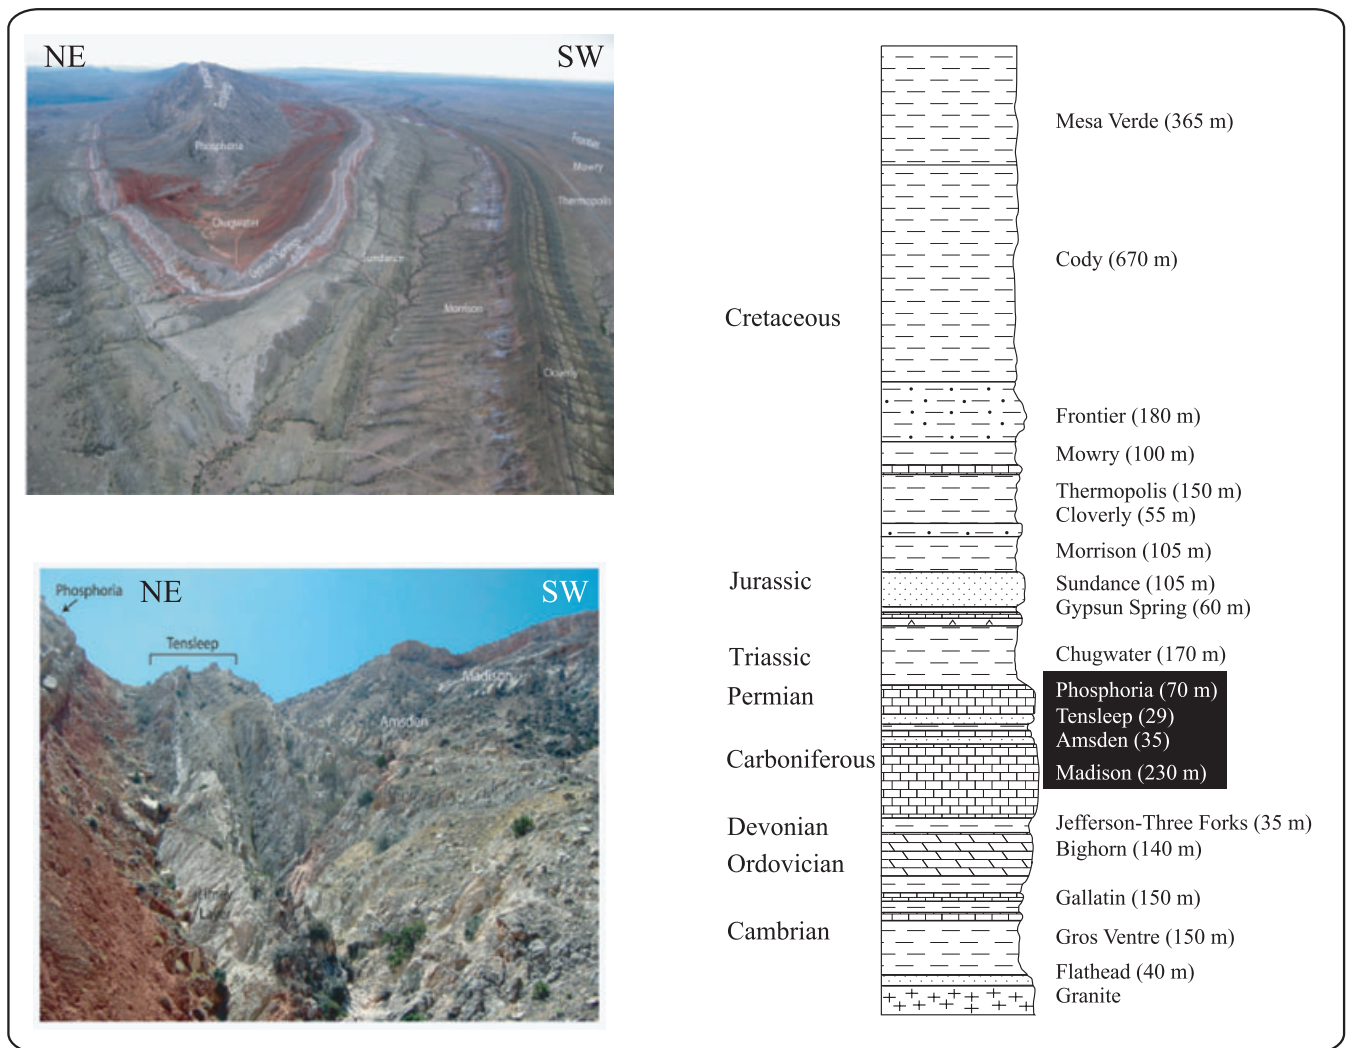 NE
SW
Phosphoria
Chugwater
Gypsum Spring
Sundance
Morrison
Cloverly
Frontier
Mowry
Thermopolis
Phosphoria
NE
SW
Tensleep
Madison
Amsden
Cretaceous
Jurassic
Triassic
Permian
Carboniferous
Devonian
Ordovician
Cambrian
Mesa Verde (365 m)
Cody (670 m)
Frontier (180 m)
Mowry (100 m)
Thermopolis (150 m)
Cloverly (55 m)
Morrison (105 m)
Sundance (105 m)
Gypsun Spring (60 m)
Chugwater (170 m)
Phosphoria (70 m)
Tensleep (29)
Amsden (35)
Madison (230 m)
Jefferson-Three Forks (35 m)
Bighorn (140 m)
Gallatin (150 m)
Gros Ventre (150 m)
Flathead (40 m)
Granite